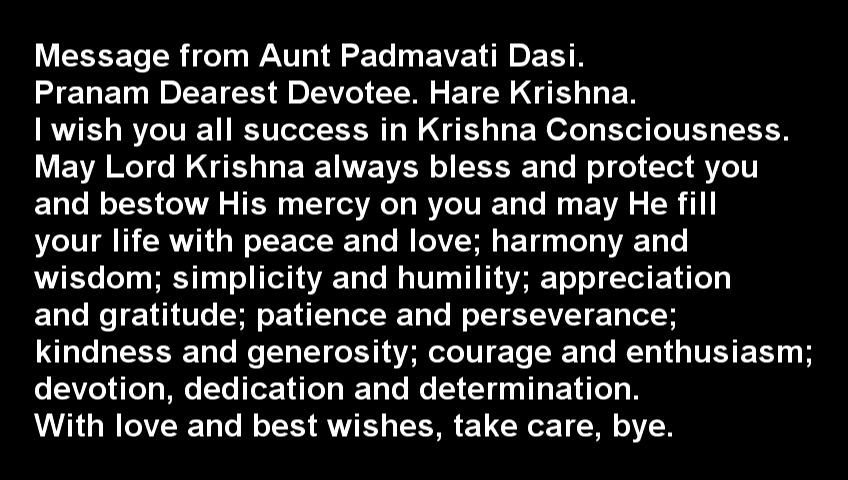 Message from Aunt Padmavati Dasi.
Pranam Dearest Devotee. Hare Krishna.
I wish you all success in Krishna Consciousness.
May Lord Krishna always bless and protect you
and bestow His mercy on you and may He fill
your life with peace and love; harmony and
wisdom; simplicity and humility; appreciation
and gratitude; patience and perseverance;
kindness and generosity; courage and enthusiasm;
devotion, dedication and determination.
With love and best wishes, take care, bye.